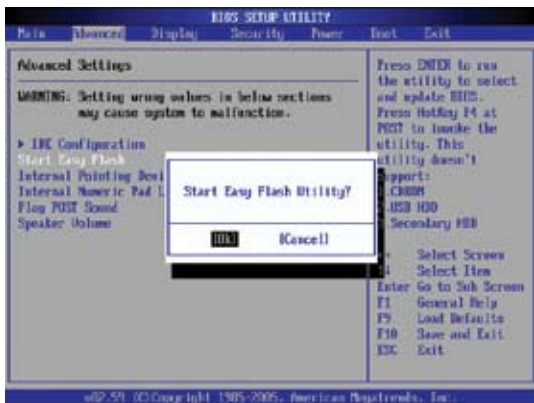 BIOS SETUP UTILITY
Main Advanced Display Security Power Boot Exit
Advanced Settings
WARNING: Setting wrong values in below sections
may cause system to malfunction.
▶ IDE Configuration
Start Easy Flash
Internal Pointing Devi
Internal Numeric Pad L
Play POST Sound
Speaker Volume
Start Easy Flash Utility?
[Ok] [Cancel]
Press ENTER to run
the utility to select
and update BIOS.
Press HotKey F4 at
POST to invoke the
utility. This
utility doesn't
support:
.CDROM
.USB HDD
Secondary HDD
Select Screen
Select Item
Enter Go to Sub Screen
F1 General Help
F9 Load Defaults
F10 Save and Exit
ESC Exit
v02.59 (C)Copyright 1985-2005, American Megatrends, Inc.